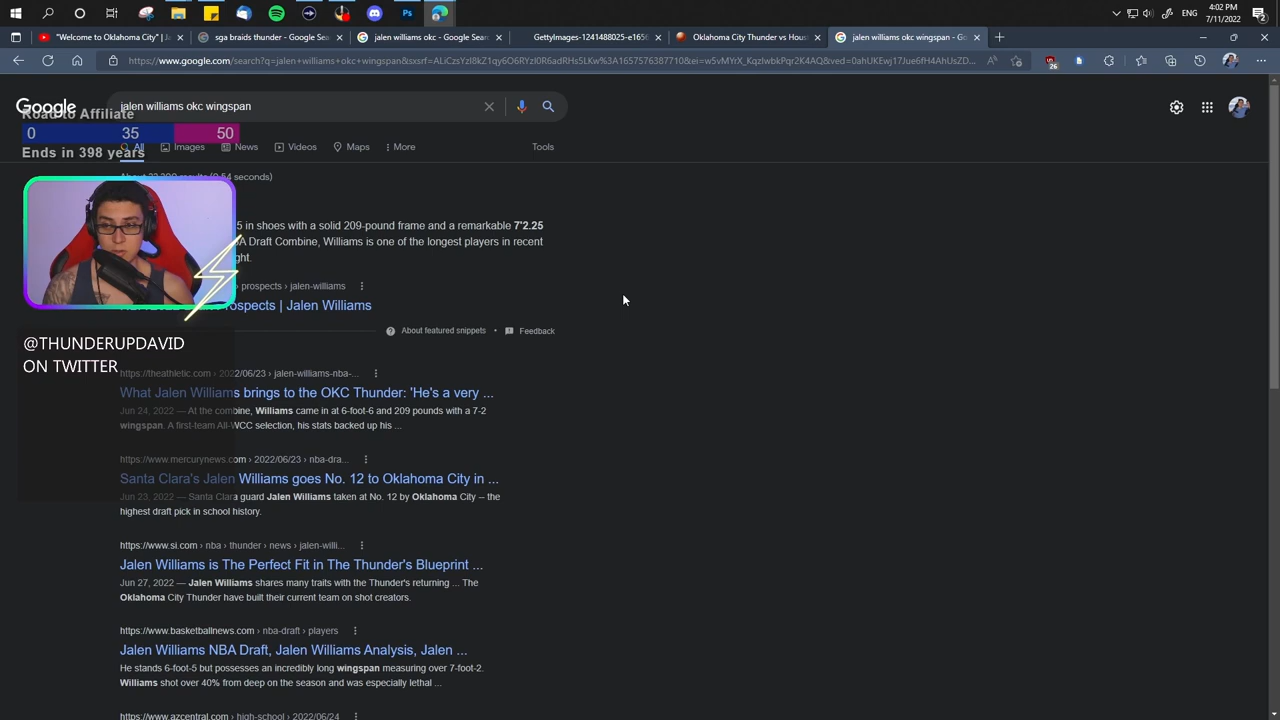 4:02 PM
7/11/2022
ENG
2
"Welcome to Oklahoma City" |
sga braids thunder - Google Sea
jalen williams okc - Google Searc
GettyImages-1241488025-e1656
Oklahoma City Thunder vs Hous
jalen williams okc wingspan - Go
26
Google
jalen williams okc wingspan
Road to Affiliate
0 35 50
Ends in 398 years
All
Images
News
Videos
Maps
More
Tools
5 in shoes with a solid 209-pound frame and a remarkable 7'2.25
A Draft Combine, Williams is one of the longest players in recent
ght.
prospects › jalen-williams
ospects | Jalen Williams
About featured snippets • Feedback
@THUNDERUPDAVID
ON TWITTER
https://theathletic.com › 2022/06/23 › jalen-williams-nba-...
What Jalen Williams brings to the OKC Thunder: 'He's a very ...
Jun 24, 2022 — At the combine, Williams came in at 6-foot-6 and 209 pounds with a 7-2
wingspan. A first-team All-WCC selection, his stats backed up his ...
https://www.mercurynews.com › 2022/06/23 › nba-dra...
Santa Clara's Jalen Williams goes No. 12 to Oklahoma City in ...
Jun 23, 2022 — Santa Clara guard Jalen Williams taken at No. 12 by Oklahoma City – the
highest draft pick in school history.
https://www.si.com › nba › thunder › news › jalen-willi...
Jalen Williams is The Perfect Fit in The Thunder's Blueprint ...
Jun 27, 2022 — Jalen Williams shares many traits with the Thunder's returning ... The
Oklahoma City Thunder have built their current team on shot creators.
https://www.basketballnews.com › nba-draft › players
Jalen Williams NBA Draft, Jalen Williams Analysis, Jalen ...
He stands 6-foot-5 but possesses an incredibly long wingspan measuring over 7-foot-2.
Williams shot over 40% from deep on the season and was especially lethal ...
https://www.azcentral.com › high-school › 2022/06/24